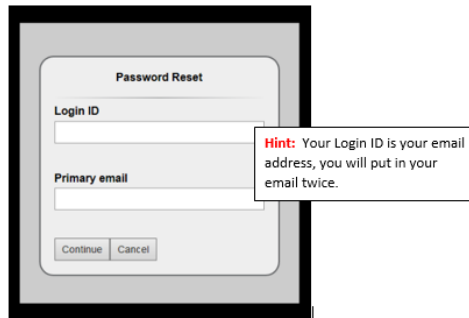 Password Reset
Login ID
Hint: Your Login ID is your email
address, you will put in your
email twice.
Primary email
Continue Cancel